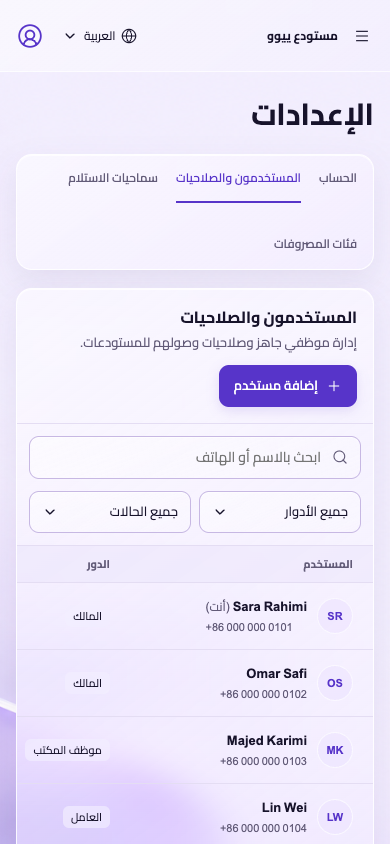 مستودع ييوو
العربية
الإعدادات
الحساب
المستخدمون والصلاحيات
سماحيات الاستلام
فئات المصروفات
المستخدمون والصلاحيات
إدارة موظفي جاهز وصلاحيات وصولهم للمستودعات.
إضافة مستخدم
ابحث بالاسم أو الهاتف
جميع الأدوار
جميع الحالات
المستخدم
الدور
SR
Sara Rahimi (أنت)
+86 000 000 0101
المالك
OS
Omar Safi
+86 000 000 0102
المالك
MK
Majed Karimi
+86 000 000 0103
موظف المكتب
LW
Lin Wei
+86 000 000 0104
العامل